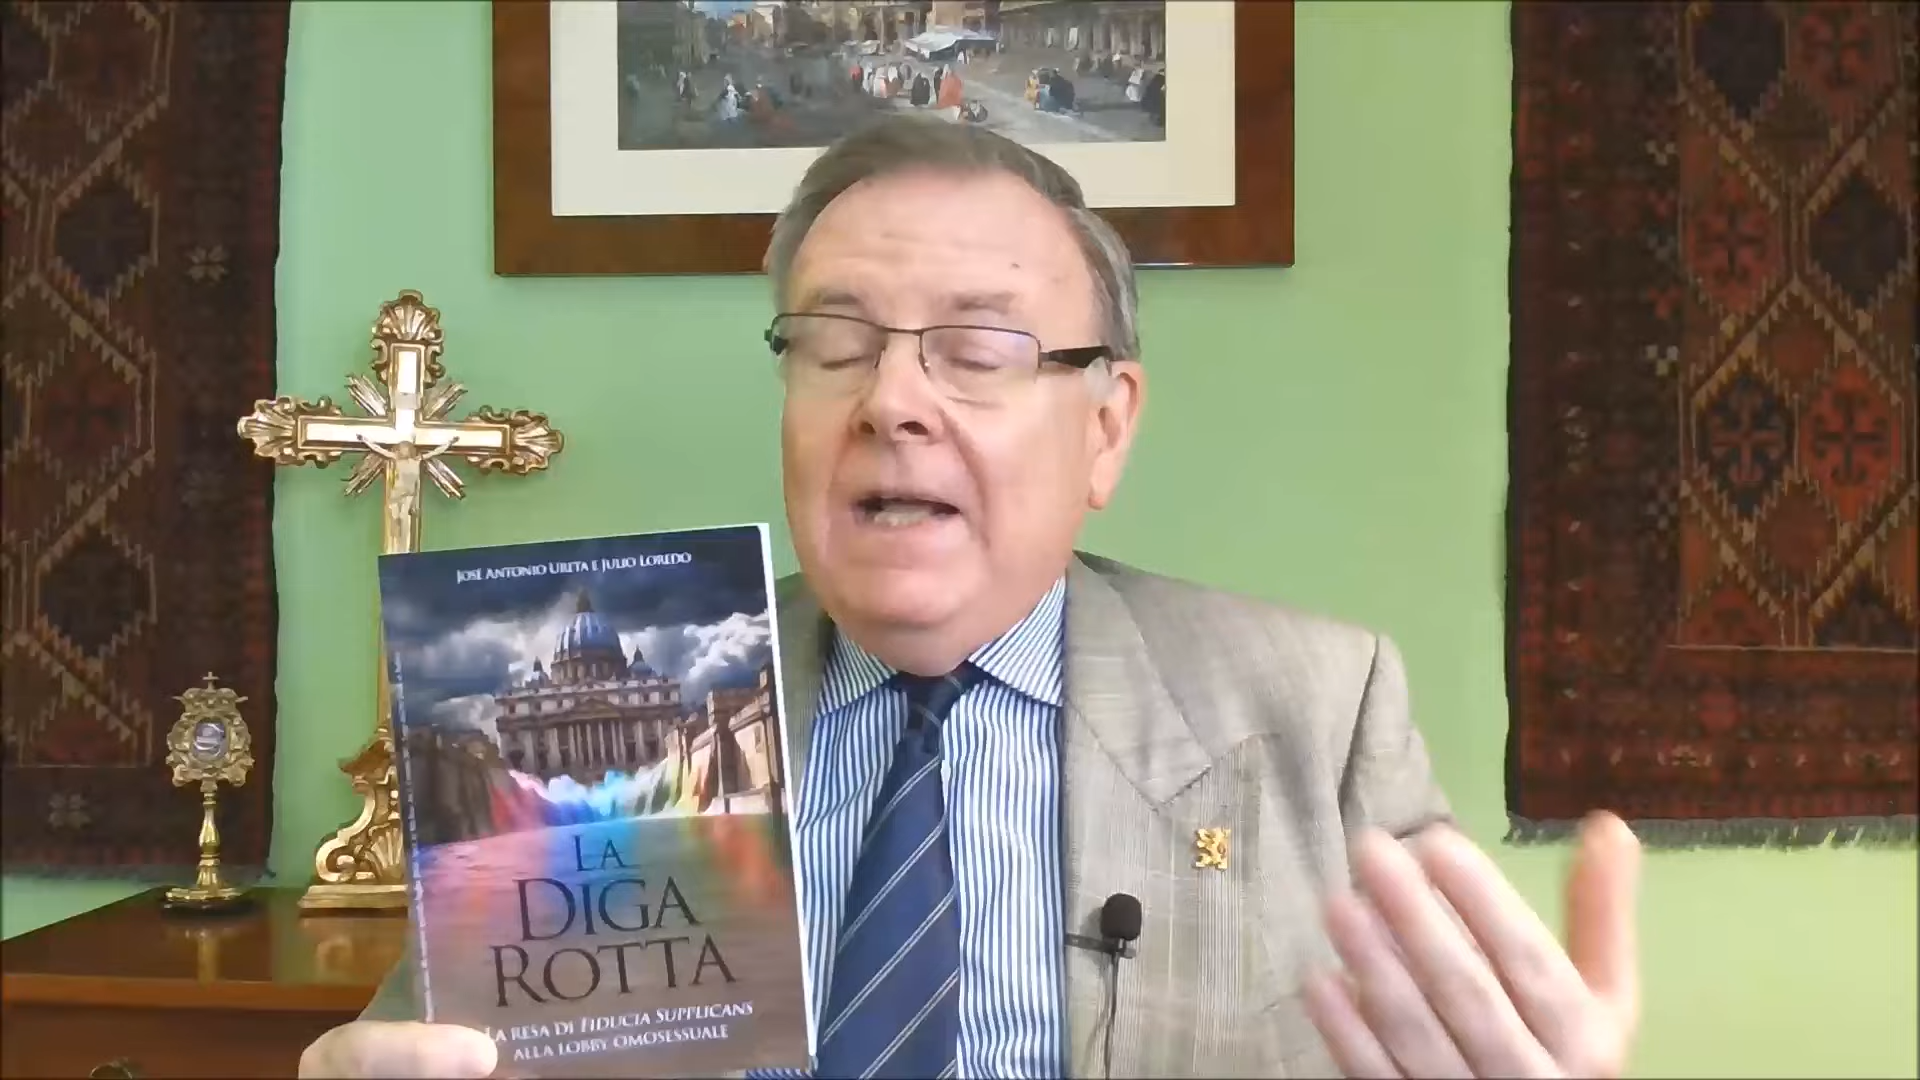 JOSÉ ANTONIO URETA E JULIO LOREDO
LA
DIGA
ROTTA
LA RESA DI FIDUCIA SUPPLICANS
ALLA LOBBY OMOSESSUALE